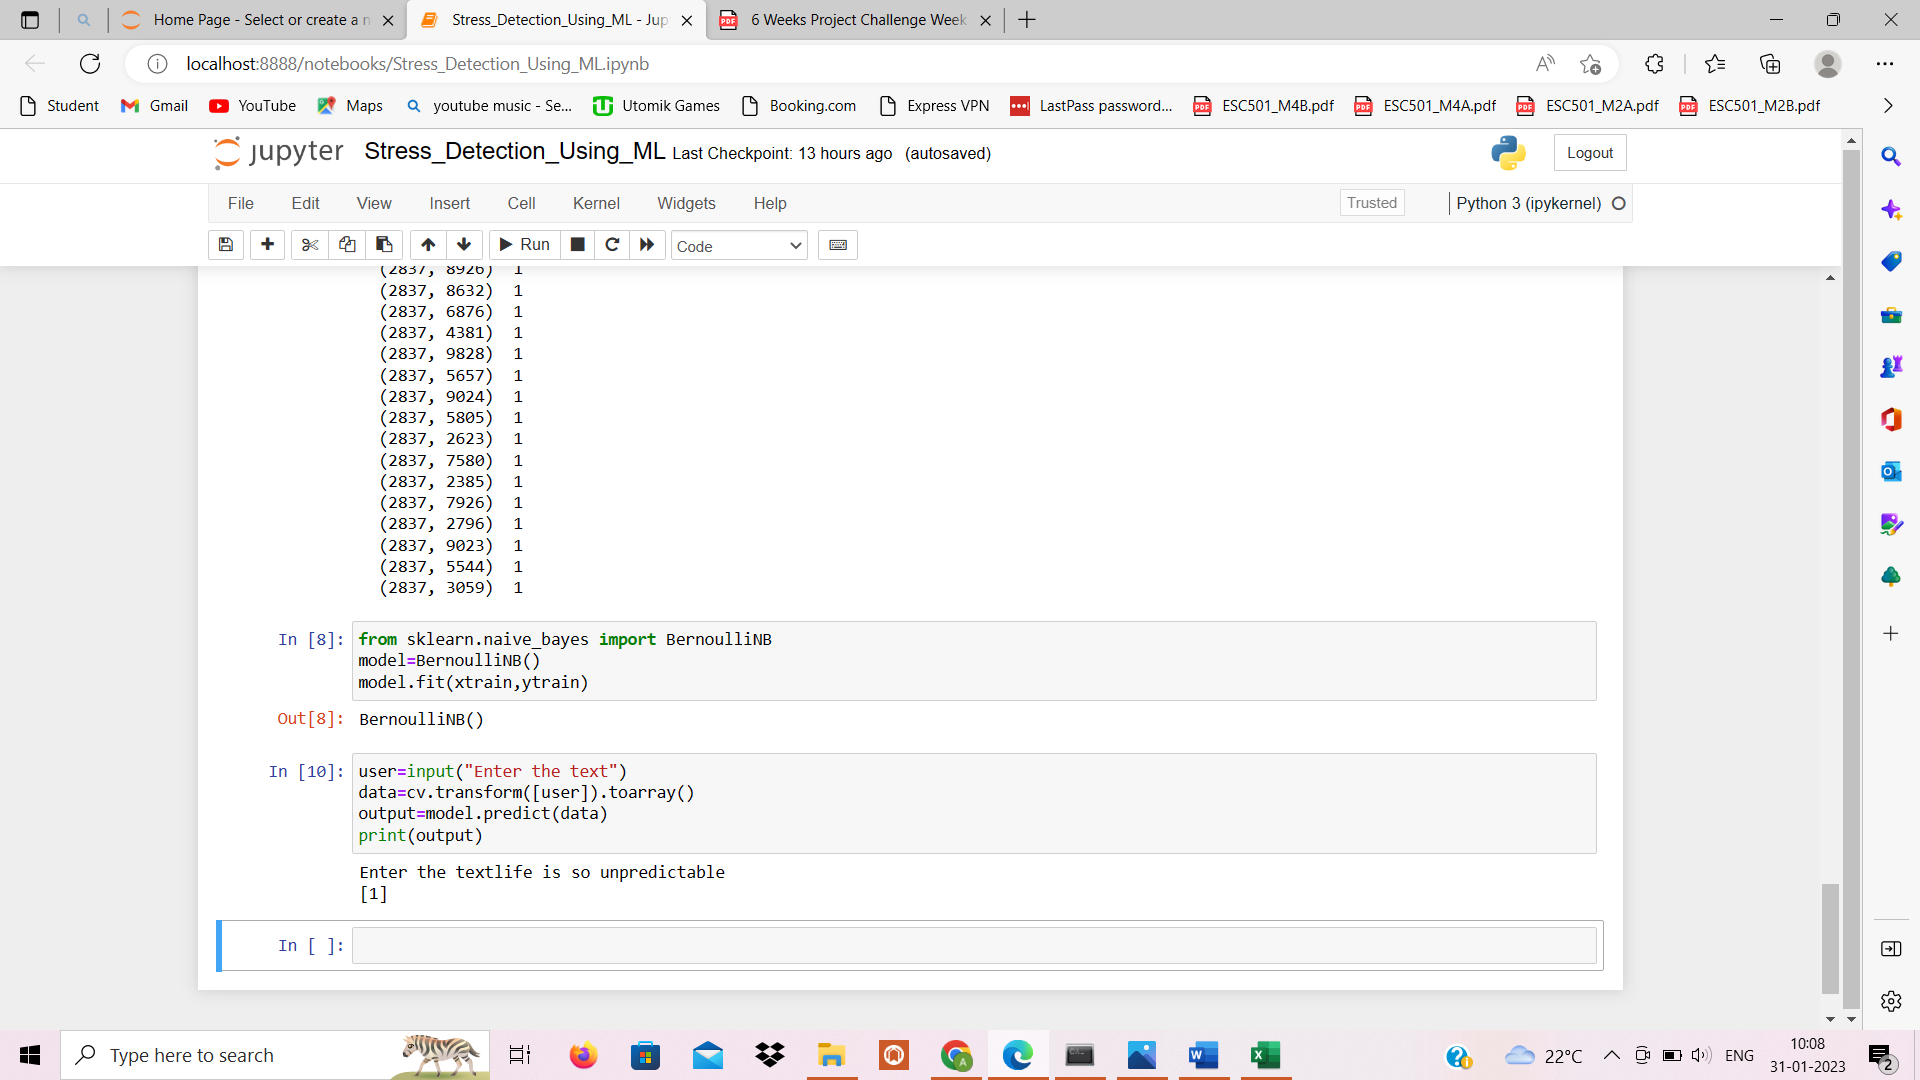 Home Page - Select or create a n
Stress_Detection_Using_ML - Jup
6 Weeks Project Challenge Week
localhost:8888/notebooks/Stress_Detection_Using_ML.ipynb
Student
Gmail
YouTube
Maps
youtube music - Se...
Utomik Games
Booking.com
Express VPN
LastPass password...
ESC501_M4B.pdf
ESC501_M4A.pdf
ESC501_M2A.pdf
ESC501_M2B.pdf
jupyter Stress_Detection_Using_ML Last Checkpoint: 13 hours ago (autosaved)
Logout
File Edit View Insert Cell Kernel Widgets Help
Trusted
Python 3 (ipykernel)
Run
Code
(2837, 8926) 1
(2837, 8632) 1
(2837, 6876) 1
(2837, 4381) 1
(2837, 9828) 1
(2837, 5657) 1
(2837, 9024) 1
(2837, 5805) 1
(2837, 2623) 1
(2837, 7580) 1
(2837, 2385) 1
(2837, 7926) 1
(2837, 2796) 1
(2837, 9023) 1
(2837, 5544) 1
(2837, 3059) 1
In [8]: from sklearn.naive_bayes import BernoulliNB
model=BernoulliNB()
model.fit(xtrain,ytrain)
Out[8]: BernoulliNB()
In [10]: user=input("Enter the text")
data=cv.transform([user]).toarray()
output=model.predict(data)
print(output)
Enter the textlife is so unpredictable
[1]
In [ ]:
Type here to search
22°C
ENG
10:08
31-01-2023
2